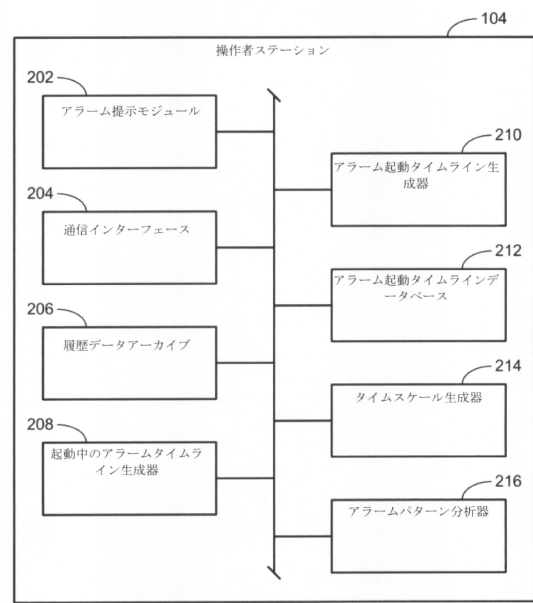 104
操作者ステーション
202
アラーム提示モジュール
204
通信インターフェース
206
履歴データアーカイブ
208
起動中のアラームタイムラ
イン生成器
210
アラーム起動タイムライン生
成器
212
アラーム起動タイムラインデ
ータベース
214
タイムスケール生成器
216
アラームパターン分析器